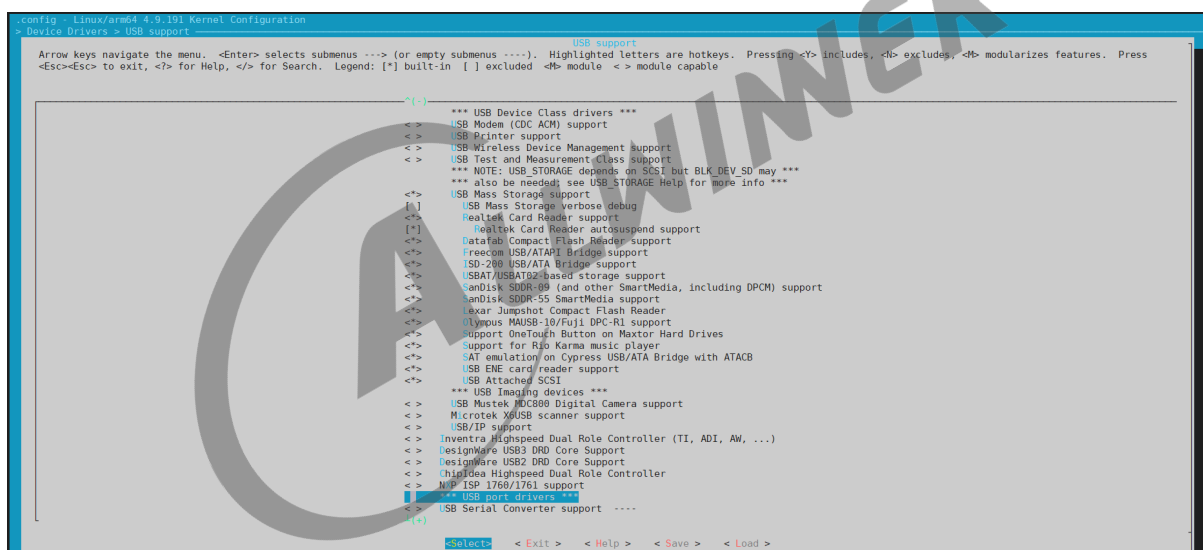 .config - Linux/arm64 4.9.191 Kernel Configuration
> Device Drivers > USB support
USB support
Arrow keys navigate the menu. <Enter> selects submenus ---> (or empty submenus ----). Highlighted letters are hotkeys. Pressing <Y> includes, <N> excludes, <M> modularizes features. Press
<Esc><Esc> to exit, <?> for Help, </> for Search. Legend: [*] built-in [ ] excluded <M> module < > module capable
^(-)
*** USB Device Class drivers ***
< > USB Modem (CDC ACM) support
< > USB Printer support
< > USB Wireless Device Management support
< > USB Test and Measurement Class support
*** NOTE: USB_STORAGE depends on SCSI but BLK_DEV_SD may ***
*** also be needed; see USB_STORAGE Help for more info ***
<*> USB Mass Storage support
[ ] USB Mass Storage verbose debug
<*> Realtek Card Reader support
[*] Realtek Card Reader autosuspend support
<*> Datafab Compact Flash Reader support
<*> Freecom USB/ATAPI Bridge support
<*> ISD-200 USB/ATA Bridge support
<*> USBAT/USBAT02-based storage support
<*> SanDisk SDDR-09 (and other SmartMedia, including DPCM) support
<*> SanDisk SDDR-55 SmartMedia support
<*> Lexar Jumpshot Compact Flash Reader
<*> Olympus MAUSB-10/Fuji DPC-R1 support
<*> Support OneTouch Button on Maxtor Hard Drives
<*> Support for Rio Karma music player
<*> SAT emulation on Cypress USB/ATA Bridge with ATACB
<*> USB ENE card reader support
<*> USB Attached SCSI
*** USB Imaging devices ***
< > USB Mustek MDC800 Digital Camera support
< > Microtek X6USB scanner support
< > USB/IP support
< > Inventra Highspeed Dual Role Controller (TI, ADI, AW, ...)
< > DesignWare USB3 DRD Core Support
< > DesignWare USB2 DRD Core Support
< > ChipIdea Highspeed Dual Role Controller
< > NXP ISP 1760/1761 support
*** USB port drivers ***
< > USB Serial Converter support ----
┴(+)
<Select> < Exit > < Help > < Save > < Load >
ALLWINNER